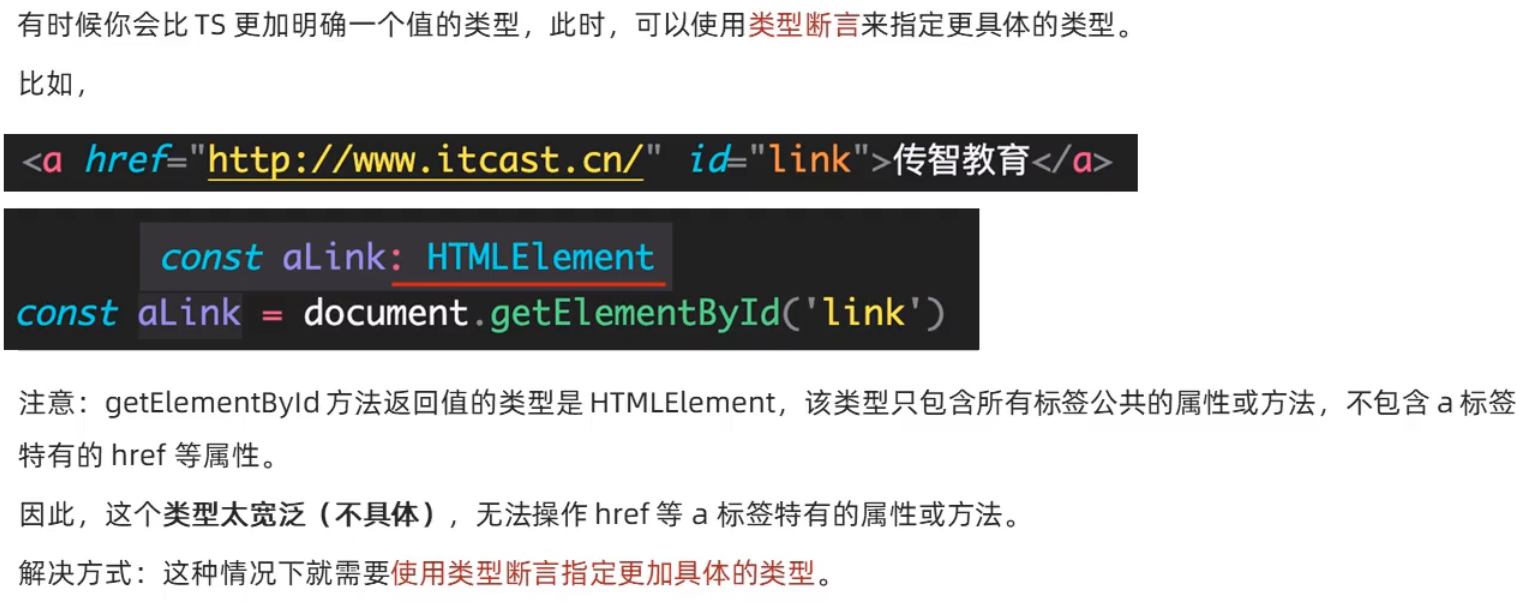 有时候你会比 TS 更加明确一个值的类型，此时，可以使用类型断言来指定更具体的类型。
比如，
<a href="http://www.itcast.cn/" id="link">传智教育</a>
const aLink: HTMLElement
const aLink = document.getElementById('link')
注意：getElementById 方法返回值的类型是 HTMLElement，该类型只包含所有标签公共的属性或方法，不包含 a 标签
特有的 href 等属性。
因此，这个类型太宽泛（不具体），无法操作 href 等 a 标签特有的属性或方法。
解决方式：这种情况下就需要使用类型断言指定更加具体的类型。